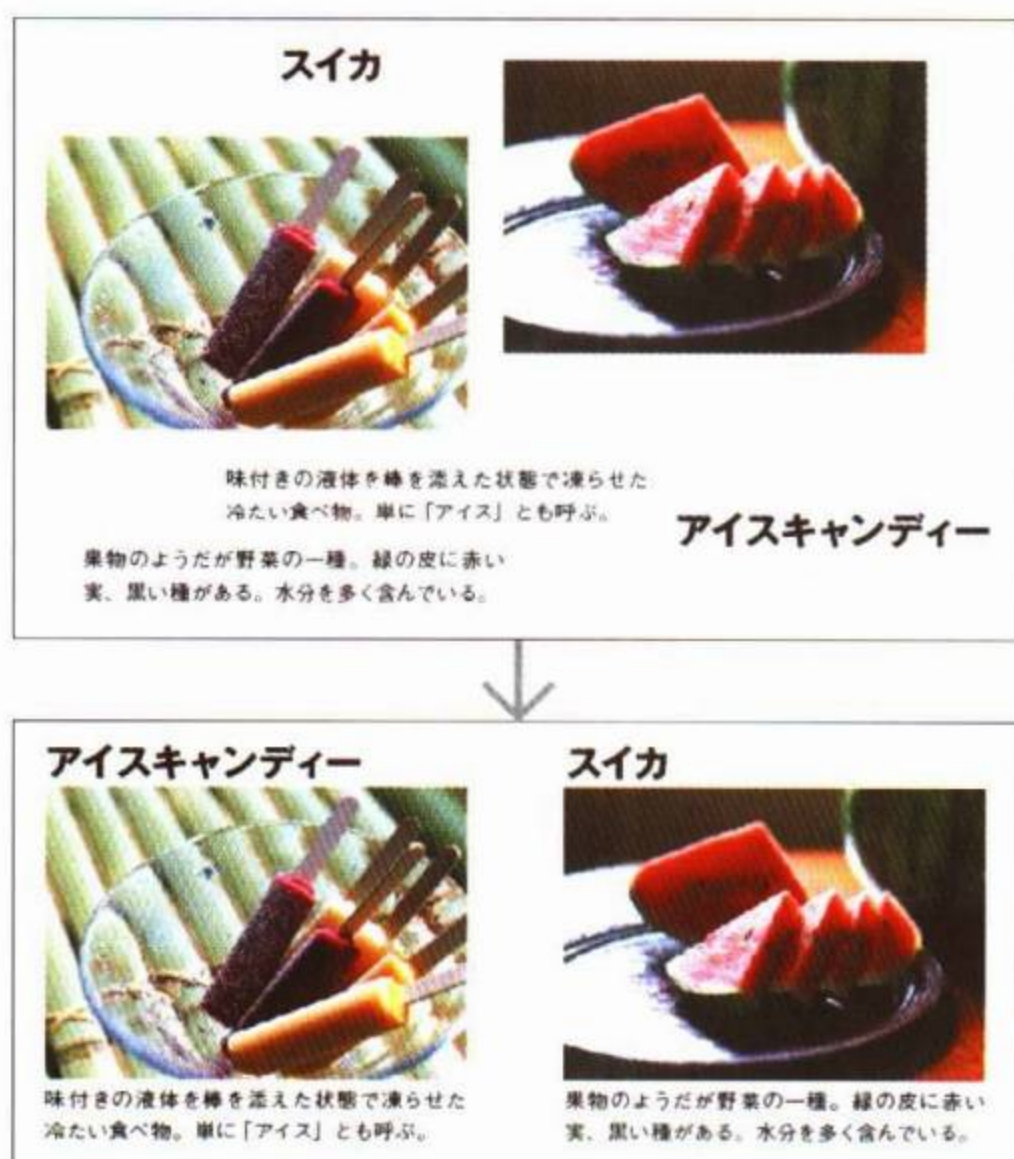 スイカ
味付きの液体を棒を添えた状態で凍らせた
冷たい食べ物。単に「アイス」とも呼ぶ。
アイスキャンディー
果物のようだが野菜の一種。緑の皮に赤い
実、黒い種がある。水分を多く含んでいる。
アイスキャンディー
味付きの液体を棒を添えた状態で凍らせた
冷たい食べ物。単に「アイス」とも呼ぶ。
スイカ
果物のようだが野菜の一種。緑の皮に赤い
実、黒い種がある。水分を多く含んでいる。